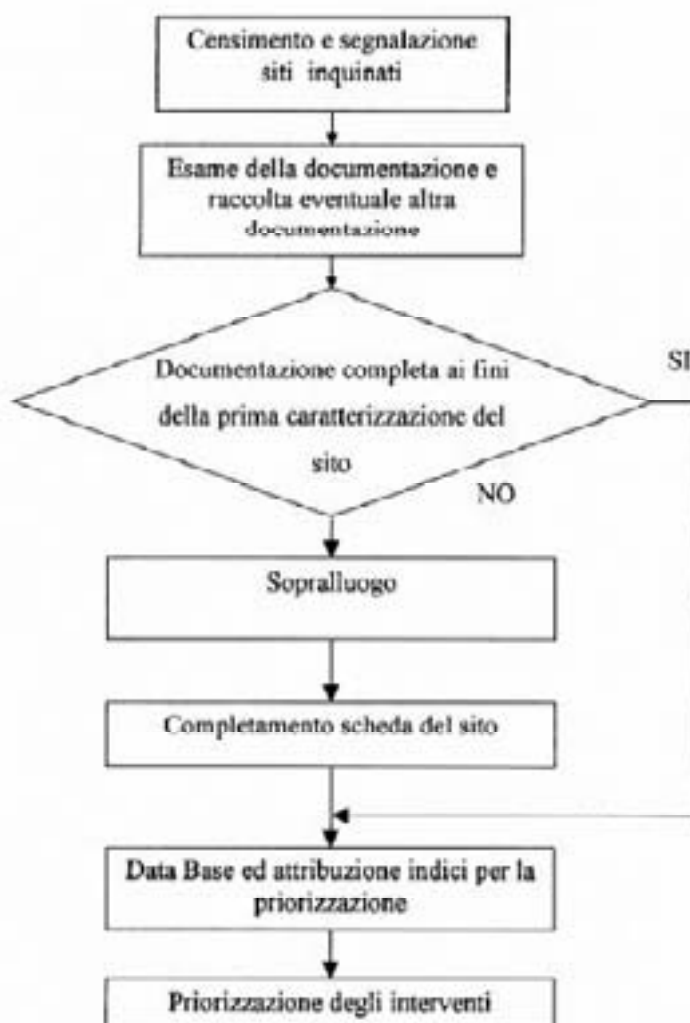 Censimento e segnalazione
siti inquinati
Esame della documentazione e
raccolta eventuale altra
documentazione
Documentazione completa ai fini
della prima caratterizzazione del
sito
SI
NO
Sopralluogo
Completamento scheda del sito
Data Base ed attribuzione indici per la
priorizzazione
Priorizzazione degli interventi